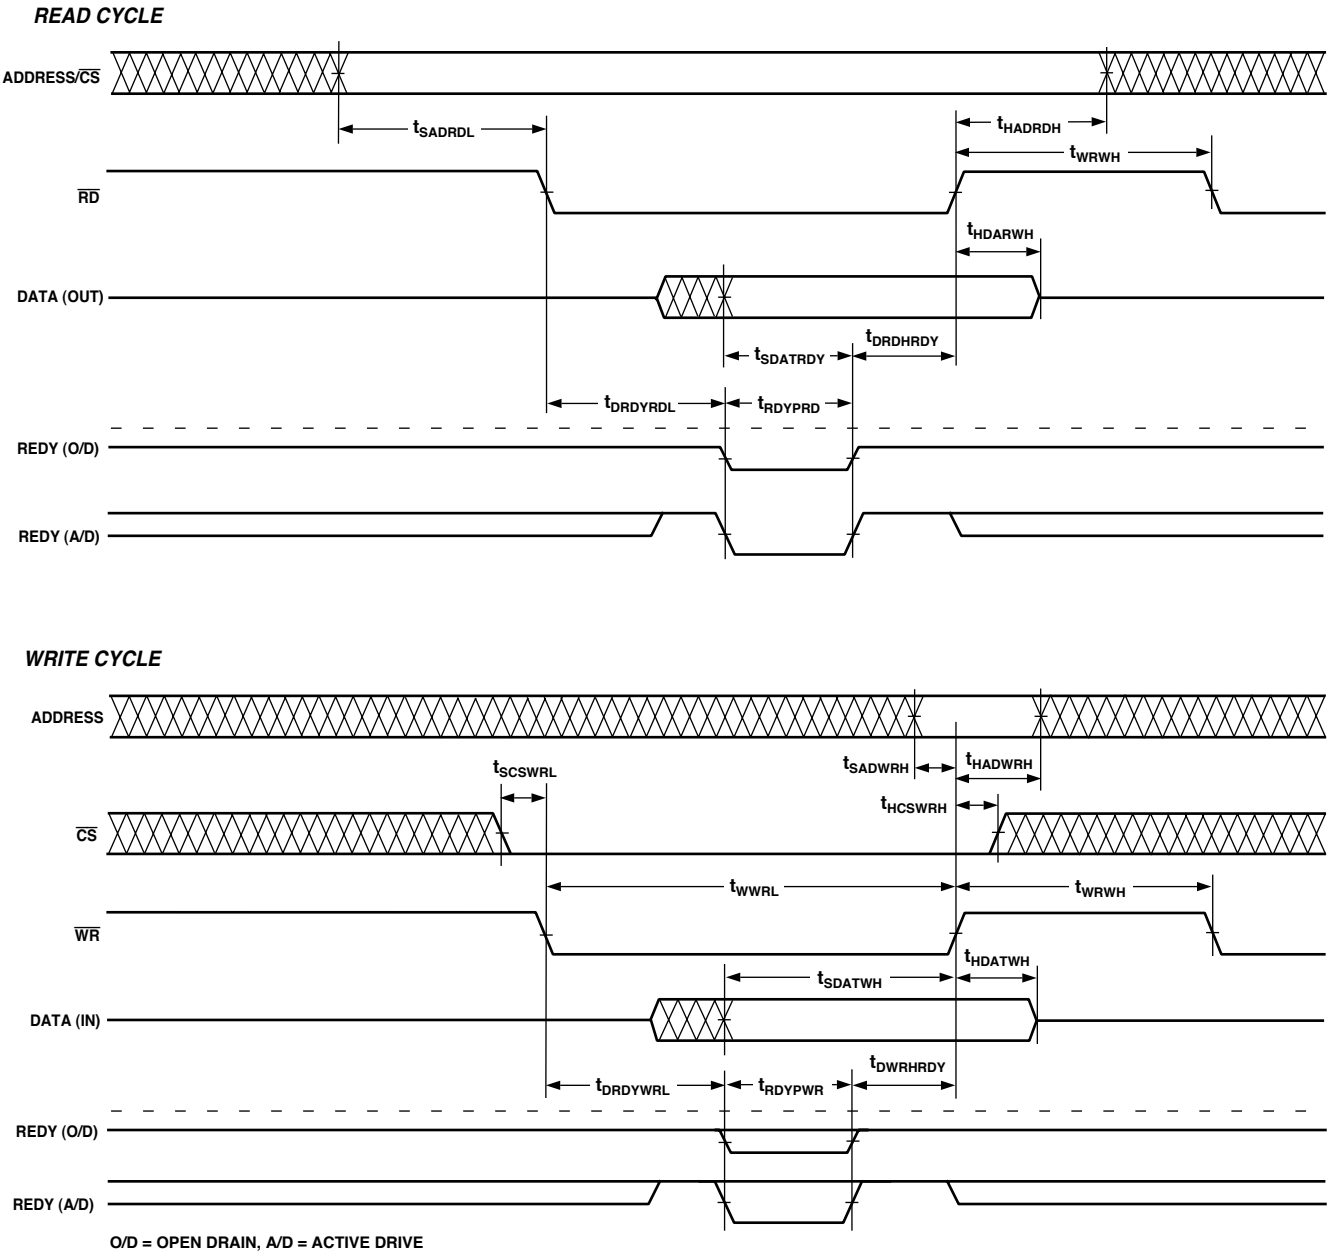 READ CYCLE
ADDRESS/CS
tSADRDL
tHADRDH
tWRWH
RD
tHDARWH
DATA (OUT)
tSDATRDY
tDRDHRDY
tDRDYRDL
tRDYPRD
REDY (O/D)
REDY (A/D)
WRITE CYCLE
ADDRESS
tSADWRH
tHADWRH
tSCSWRL
tHCSWRH
CS
tWWRL
tWRWH
WR
tSDATWH
tHDATWH
DATA (IN)
tDRDYWRL
tRDYPWR
tDWRHRDY
REDY (O/D)
REDY (A/D)
O/D = OPEN DRAIN, A/D = ACTIVE DRIVE